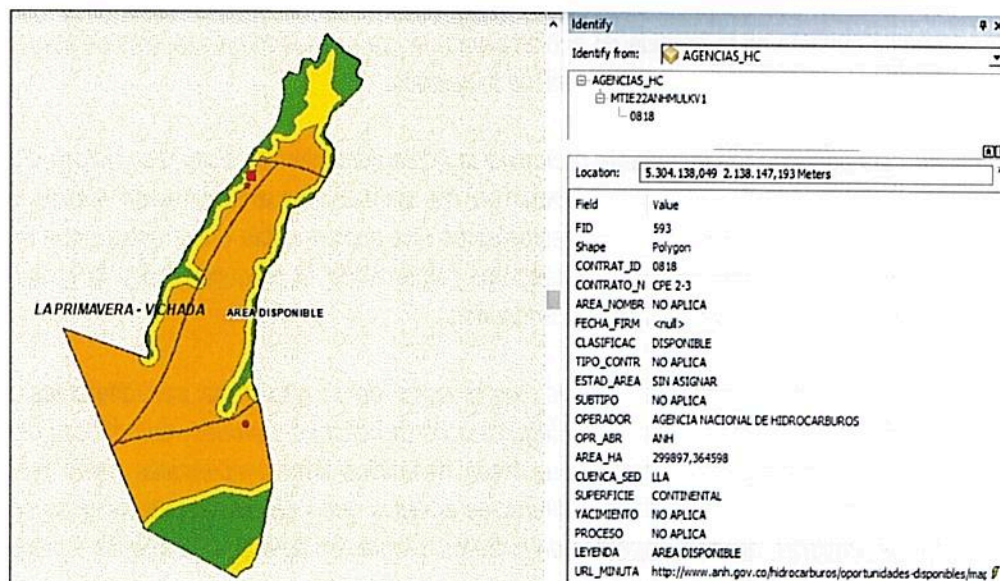 LA PRIMAVERA - VICHADA
AREA DISPONIBLE
Identify
Identify from: AGENCIAS_HC
AGENCIAS_HC
MTIE22ANHMULKV1
0818
Location: 5.304.138,049 2.138.147,193 Meters
Field Value
FID 593
Shape Polygon
CONTRAT_ID 0818
CONTRATO_N CPE 2-3
AREA_NOMBR NO APLICA
FECHA_FIRM <null>
CLASIFICAC DISPONIBLE
TIPO_CONTR NO APLICA
ESTAD_AREA SIN ASIGNAR
SUBTIPO NO APLICA
OPERADOR AGENCIA NACIONAL DE HIDROCARBUROS
OPR_ABR ANH
AREA_HA 299897,364598
CUENCA_SED LLA
SUPERFICIE CONTINENTAL
YACIMIENTO NO APLICA
PROCESO NO APLICA
LEYENDA AREA DISPONIBLE
URL_MINUTA http://www.anh.gov.co/hidrocarburos/oportunidades-disponibles/map